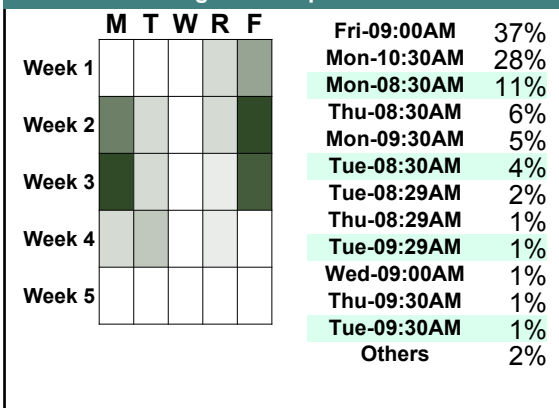 M T W R F
Week 1
Week 2
Week 3
Week 4
Week 5
Fri-09:00AM 37%
Mon-10:30AM 28%
Mon-08:30AM 11%
Thu-08:30AM 6%
Mon-09:30AM 5%
Tue-08:30AM 4%
Tue-08:29AM 2%
Thu-08:29AM 1%
Tue-09:29AM 1%
Wed-09:00AM 1%
Thu-09:30AM 1%
Tue-09:30AM 1%
Others 2%